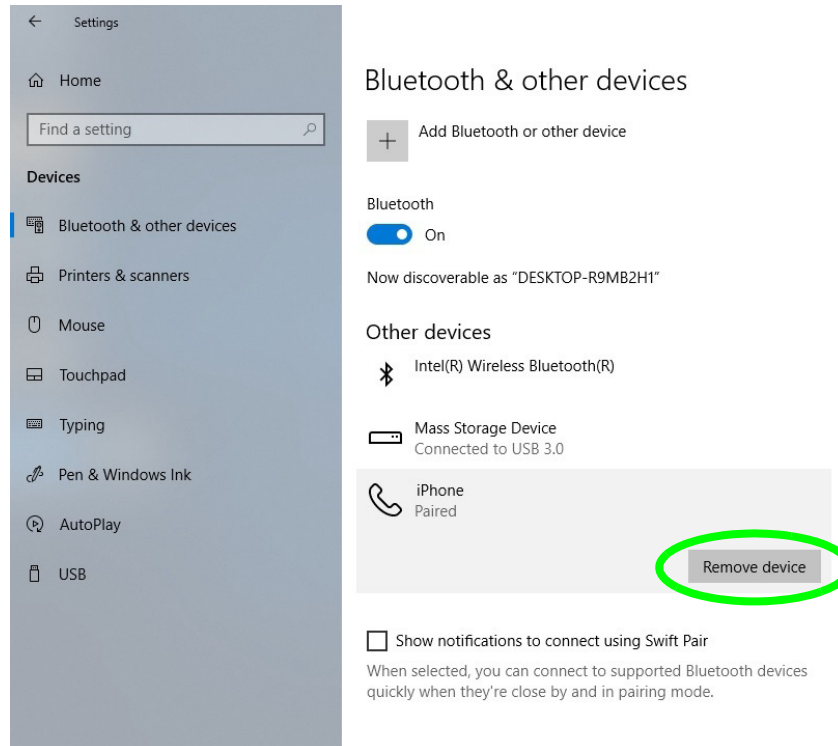 Settings
Home
Find a setting
Devices
Bluetooth & other devices
Printers & scanners
Mouse
Touchpad
Typing
Pen & Windows Ink
AutoPlay
USB
Bluetooth & other devices
Add Bluetooth or other device
Bluetooth
On
Now discoverable as “DESKTOP-R9MB2H1”
Other devices
Intel(R) Wireless Bluetooth(R)
Mass Storage Device
Connected to USB 3.0
iPhone
Paired
Remove device
Show notifications to connect using Swift Pair
When selected, you can connect to supported Bluetooth devices
quickly when they're close by and in pairing mode.